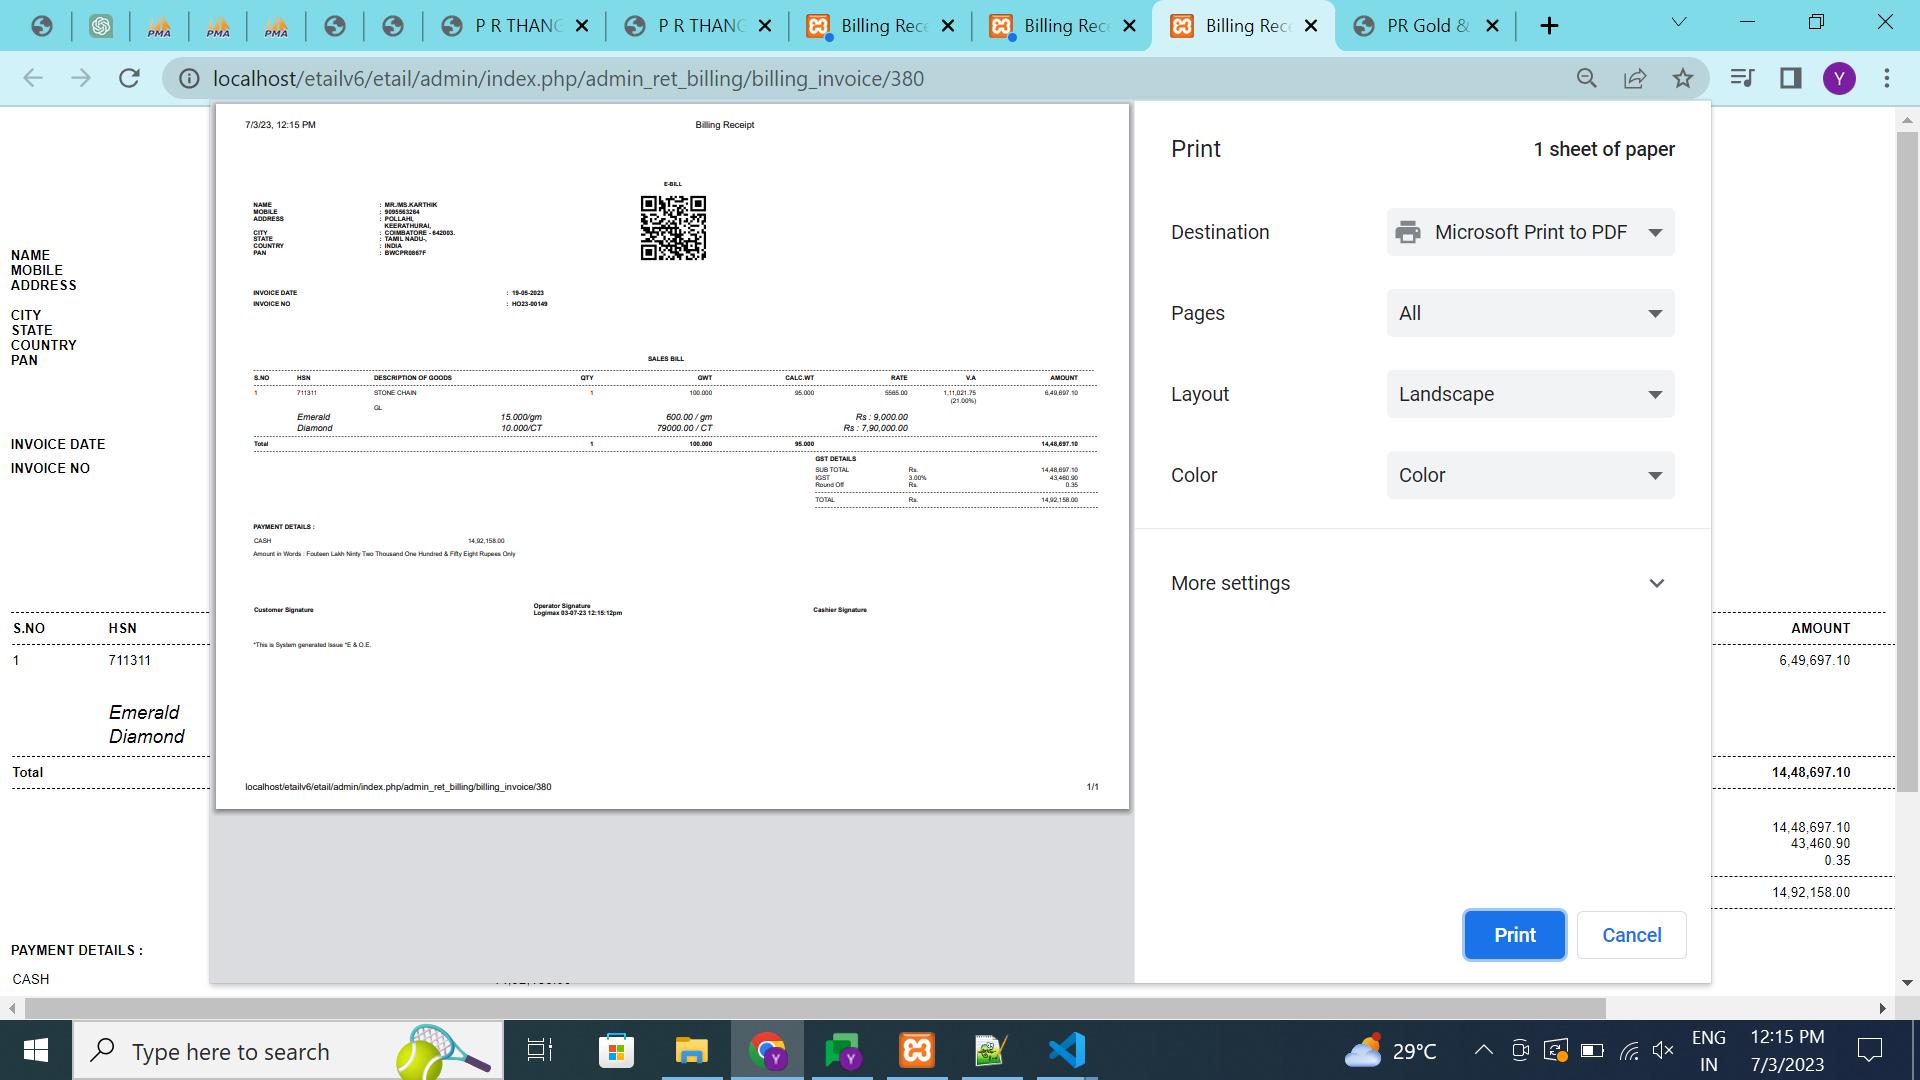 PMA
PMA
PMA
P R THANG
P R THANG
Billing Rece
Billing Rec
Billing Rec
PR Gold &
localhost/etailv6/etail/admin/index.php/admin_ret_billing/billing_invoice/380
Y
7/3/23, 12:15 PM
Billing Receipt
E-BILL
NAME : MR./MS.KARTHIK
MOBILE : 9095563264
ADDRESS : POLLAHI,
KEERATHURAI,
CITY : COIMBATORE - 642003.
STATE : TAMIL NADU-,
COUNTRY : INDIA
PAN : BWCPR0867F
INVOICE DATE : 19-05-2023
INVOICE NO : HO23-00149
SALES BILL
S.NO HSN DESCRIPTION OF GOODS QTY GWT CALC.WT RATE V.A AMOUNT
1 711311 STONE CHAIN 1 100.000 95.000 5565.00 1,11,021.75 6,49,697.10
(21.00%)
GL
Emerald 15.000/gm 600.00 / gm Rs : 9,000.00
Diamond 10.000/CT 79000.00 / CT Rs : 7,90,000.00
Total 1 100.000 95.000 14,48,697.10
GST DETAILS
SUB TOTAL Rs. 14,48,697.10
IGST 3.00% 43,460.90
Round Off Rs. 0.35
TOTAL Rs. 14,92,158.00
PAYMENT DETAILS :
CASH 14,92,158.00
Amount in Words : Fouteen Lakh Ninty Two Thousand One Hundred & Fifty Eight Rupees Only
Customer Signature
Operator Signature
Logimax 03-07-23 12:15:12pm
Cashier Signature
*This is System generated Issue *E & O.E.
localhost/etailv6/etail/admin/index.php/admin_ret_billing/billing_invoice/380
1/1
Print
1 sheet of paper
Destination Microsoft Print to PDF
Pages All
Layout Landscape
Color Color
More settings
Print Cancel
NAME
MOBILE
ADDRESS
CITY
STATE
COUNTRY
PAN
INVOICE DATE
INVOICE NO
S.NO HSN AMOUNT
1 711311 6,49,697.10
Emerald
Diamond
Total 14,48,697.10
14,48,697.10
43,460.90
0.35
14,92,158.00
PAYMENT DETAILS :
CASH
Type here to search
Y
Y
29°C
ENG
IN
12:15 PM
7/3/2023